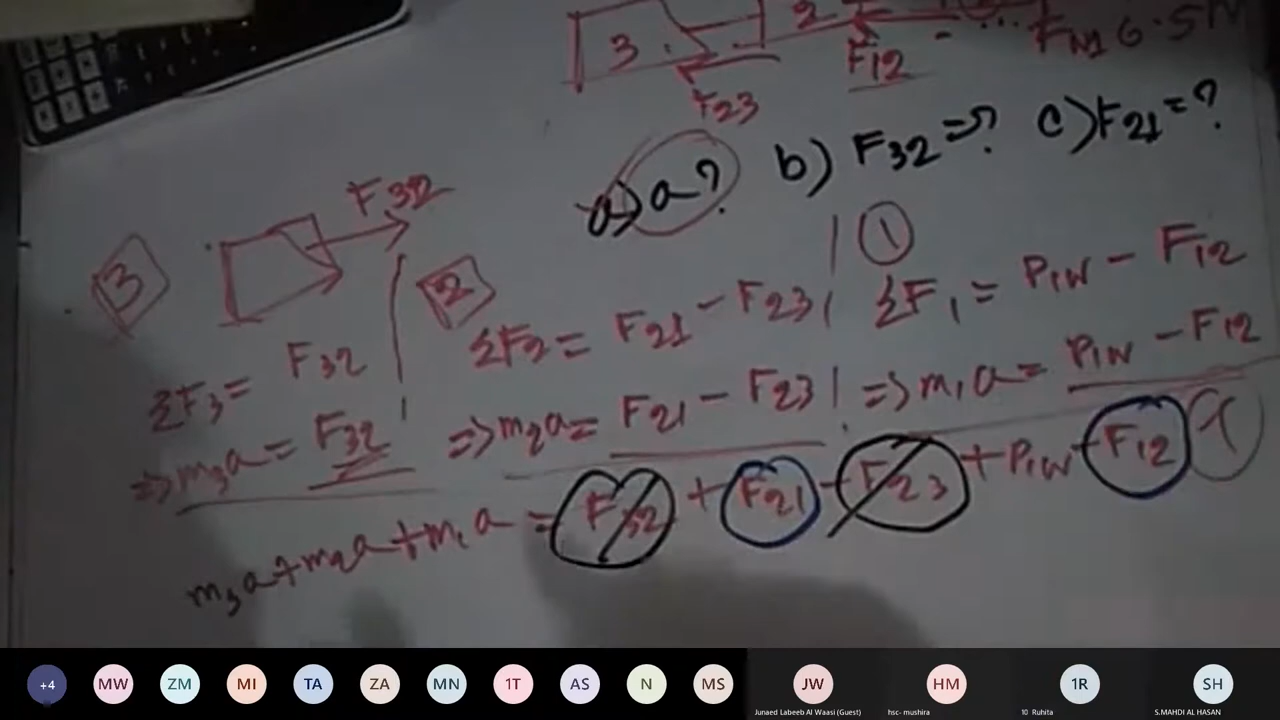 3 2
F12
F23
a) a? b) F32 =? c) F21 = ?
F32
3
2
1
ΣF3 = F32
ΣF2 = F21 - F23
ΣF1 = P1W - F12
=> m3a = F32
=> m2a = F21 - F23
=> m1a = P1W - F12
m3a + m2a + m1a = F32 + F21 - F23 + P1W - F12
+4 MW ZM MI TA ZA MN 1T AS N MS JW HM 1R SH
Junaed Labeeb Al Waasi (Guest) hsc- mushira 10 Ruhita S.MAHDI AL HASAN